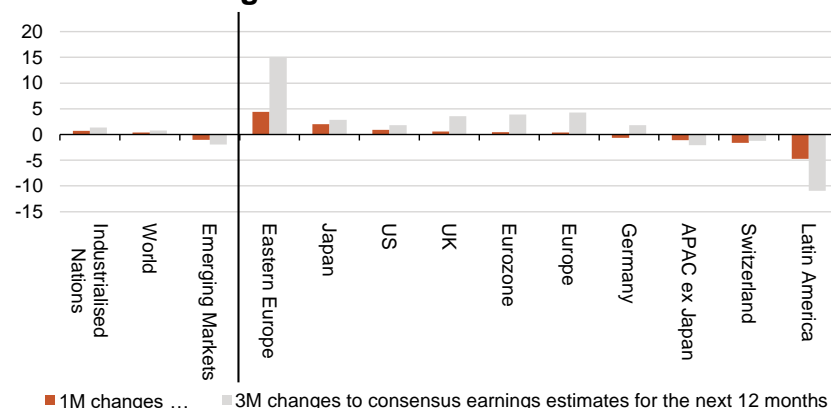 20
15
10
5
0
-5
-10
-15
Industrialised
Nations
World
Emerging Markets
Eastern Europe
Japan
US
UK
Eurozone
Europe
Germany
APAC ex Japan
Switzerland
Latin America
1M changes …
3M changes to consensus earnings estimates for the next 12 months